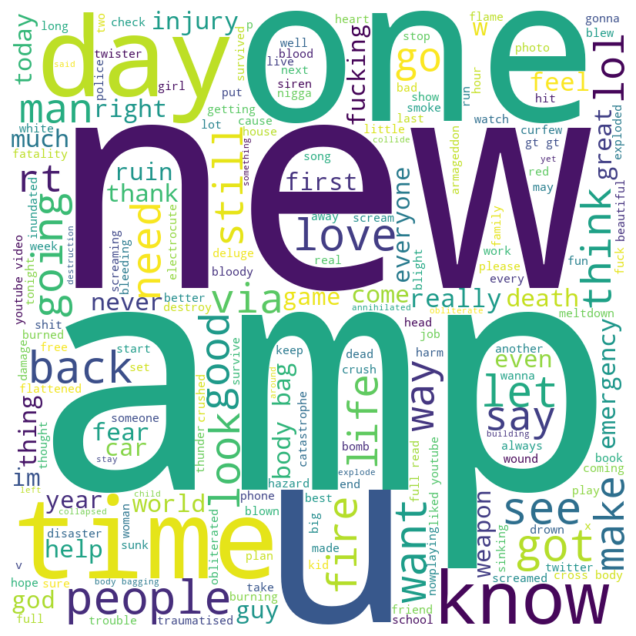 today
long
check
injury
day
one
p
heart
flame
blew
photo
w
gonna
two
said
police
twister
girl
survived
well
blood
live
next
siren
nigga
fucking
go
stop
bad
show
smoke
hour
run
feel
hit
lol
man
right
put
getting
cause
house
last
watch
curfew
gt gt
yet
exploded
white
much
fatality
lot
little
collide
armageddon
red
may
great
new
rt
ruin
thank
still
something
song
first
away
scream
love
real
everyone
family
work
please
every
fun
fuck
beautiful
think
inundated
week
tonight
destruction
going
screaming
bleeding
need
electrocute
deluge
bloody
blight
youtube video
never
better
destroy
via
game
come
annihilated
really
obliterate
death
meltdown
shit
burned
free
start
set
damage
flattened
back
good
look
crushed
thunder
survive
keep
dead
crush
head
job
harm
way
another
wanna
even
let
emergency
amp
body bag
around
life
thing
thought
someone
stay
fear
car
catastrophe
bomb
explode
hazard
end
say
building
always
wound
book
coming
im
year
world
phone
blown
best
big
made
kid
full read
liked youtube
nowplaying
weapon
see
drown
play
x
make
left
collapsed
child
time
disaster
help
woman
sunk
obliterated
plan
u
fire
want
sinking
got
twitter
screamed
cross body
v
hope
sure
body bagging
burning
take
god
full
trouble
people
traumatised
guy
friend
school
know